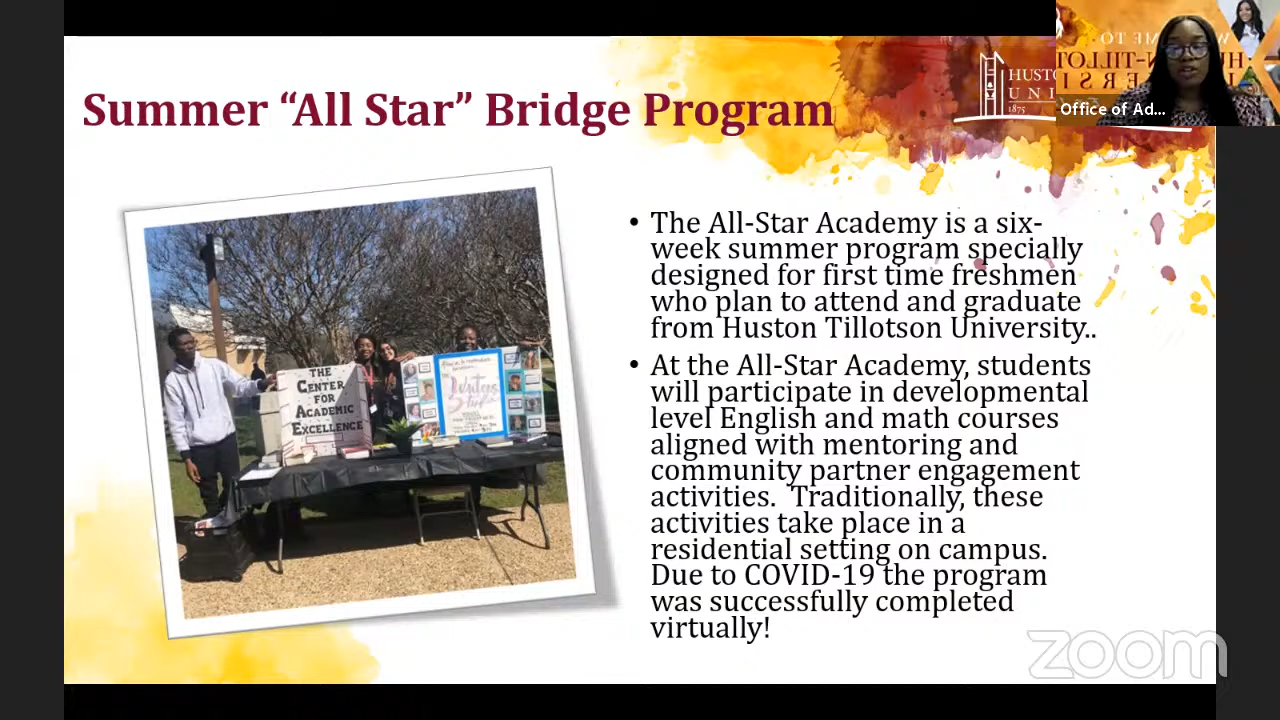 Summer “All Star” Bridge Program
HUSTO
UNI
1875
Office of Ad...
• The All-Star Academy is a six-
week summer program specially
designed for first time freshmen
who plan to attend and graduate
from Huston Tillotson University..
• At the All-Star Academy, students
will participate in developmental
level English and math courses
aligned with mentoring and
community partner engagement
activities.  Traditionally, these
activities take place in a
residential setting on campus.
Due to COVID-19 the program
was successfully completed
virtually!
THE
CENTER
FOR
ACADEMIC
EXCELLENCE
zoom